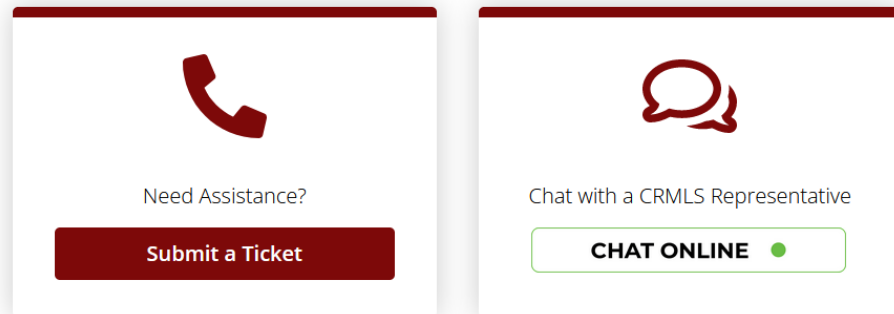 Need Assistance?
Submit a Ticket
Chat with a CRMLS Representative
CHAT ONLINE